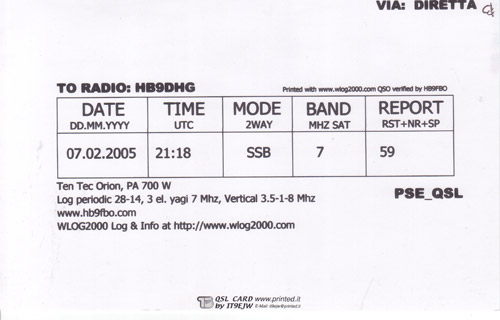 VIA: DIRETTA
TO RADIO: HB9DHG
Printed with www.wlog2000.com QSO verified by HB9FBO
DATE TIME MODE BAND REPORT
DD.MM.YYYY UTC 2WAY MHZ SAT RST+NR+SP
07.02.2005 21:18 SSB 7 59
Ten Tec Orion, PA 700 W
Log periodic 28-14, 3 el. yagi 7 Mhz, Vertical 3.5-1-8 Mhz
PSE_QSL
www.hb9fbo.com
WLOG2000 Log & Info at http://www.wlog2000.com
QSL CARD www.printed.it
by IT9EJW E-Mail: it9ejw@printed.it